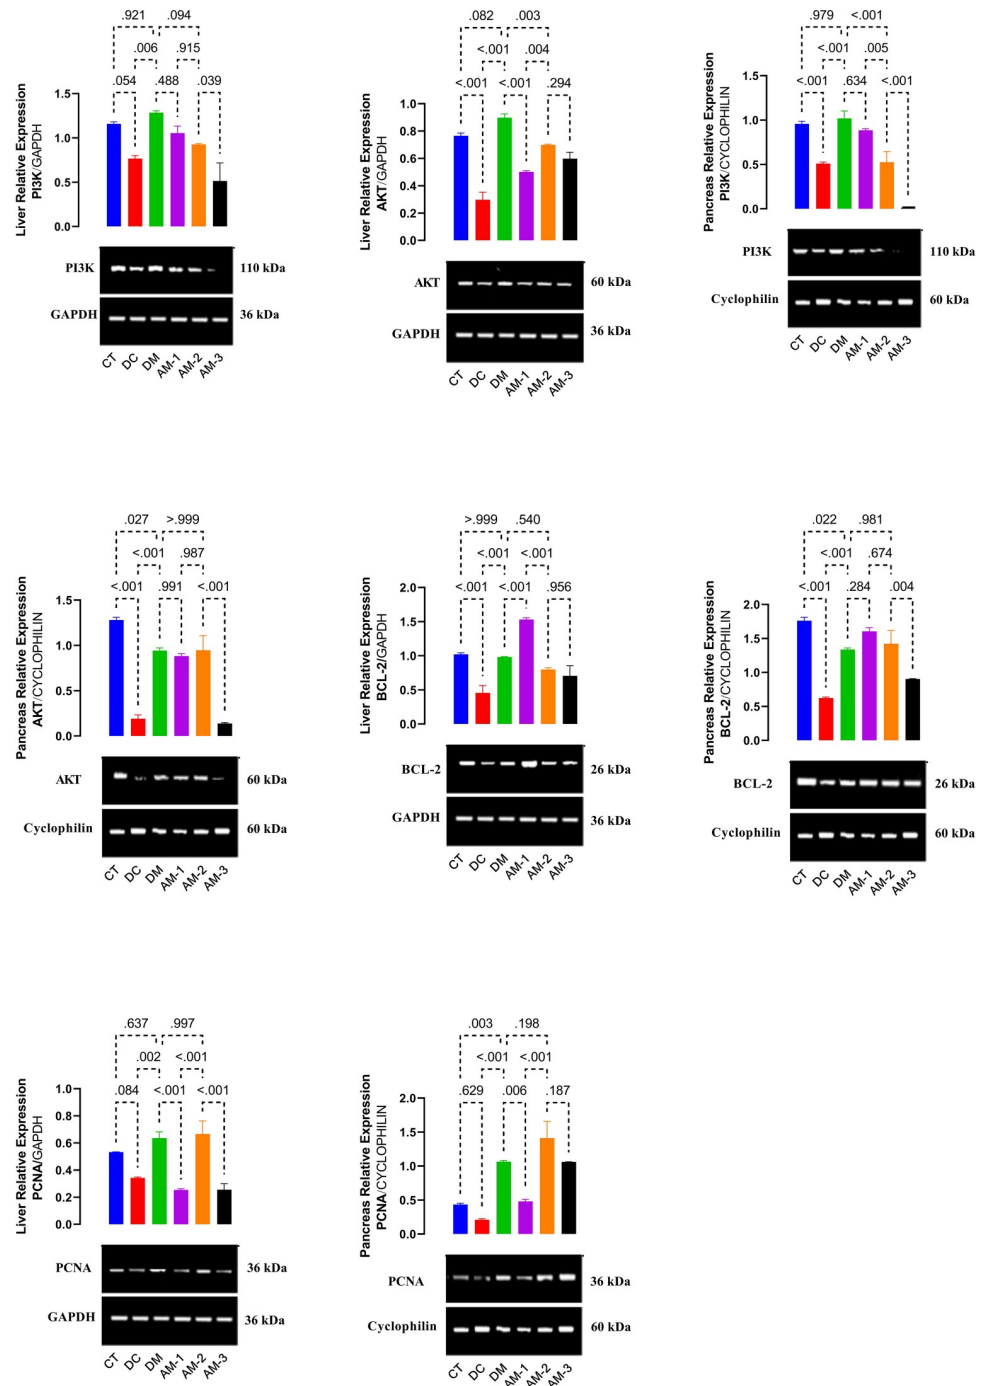 .921 .094
.006 .915
.054 .488 .039
Liver Relative Expression
PI3K/GAPDH
1.5
1.0
0.5
0.0
PI3K 110 kDa
GAPDH 36 kDa
CT DC DM AM-1 AM-2 AM-3
.082 .003
<.001 .004
<.001 <.001 .294
Liver Relative Expression
AKT/GAPDH
1.0
0.8
0.6
0.4
0.2
0.0
AKT 60 kDa
GAPDH 36 kDa
CT DC DM AM-1 AM-2 AM-3
.979 <.001
<.001 .005
<.001 .634 <.001
Pancreas Relative Expression
PI3K/CYCLOPHILIN
1.5
1.0
0.5
0.0
PI3K 110 kDa
Cyclophilin 60 kDa
CT DC DM AM-1 AM-2 AM-3
.027 >.999
<.001 .987
<.001 .991 <.001
Pancreas Relative Expression
AKT/CYCLOPHILIN
1.5
1.0
0.5
0.0
AKT 60 kDa
Cyclophilin 60 kDa
CT DC DM AM-1 AM-2 AM-3
>.999 .540
<.001 <.001
<.001 <.001 .956
Liver Relative Expression
BCL-2/GAPDH
2.0
1.5
1.0
0.5
0.0
BCL-2 26 kDa
GAPDH 36 kDa
CT DC DM AM-1 AM-2 AM-3
.022 .981
<.001 .674
<.001 .284 .004
Pancreas Relative Expression
BCL-2/CYCLOPHILIN
2.0
1.5
1.0
0.5
0.0
BCL-2 26 kDa
Cyclophilin 60 kDa
CT DC DM AM-1 AM-2 AM-3
.637 .997
.002 <.001
.084 <.001 <.001
Liver Relative Expression
PCNA/GAPDH
1.0
0.8
0.6
0.4
0.2
0.0
PCNA 36 kDa
GAPDH 36 kDa
CT DC DM AM-1 AM-2 AM-3
.003 .198
<.001 <.001
.629 .006 .187
Pancreas Relative Expression
PCNA/CYCLOPHILIN
2.0
1.5
1.0
0.5
0.0
PCNA 36 kDa
Cyclophilin 60 kDa
CT DC DM AM-1 AM-2 AM-3